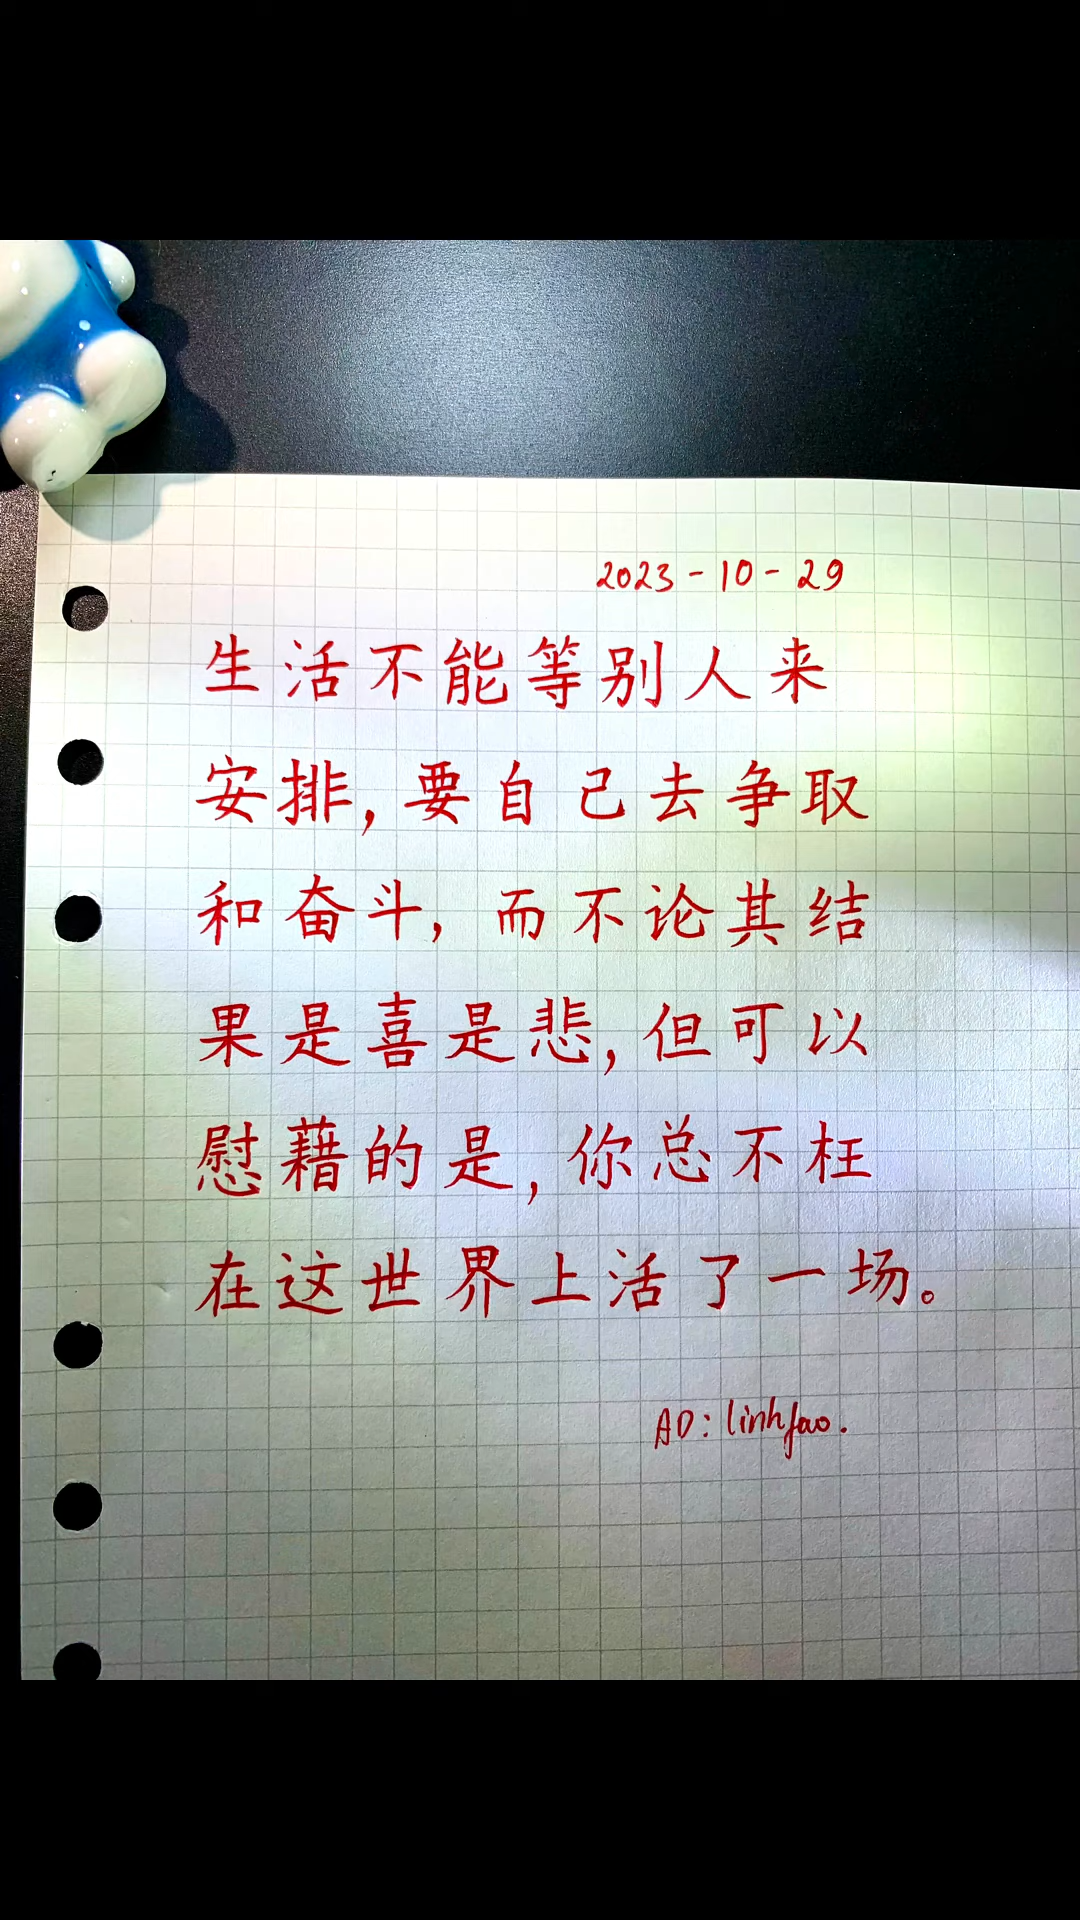 2023-10-29
生活不能等别人来
安排,要自己去争取
和奋斗,而不论其结
果是喜是悲,但可以
慰藉的是,你总不枉
在这世界上活了一场。
AD:linhfao.